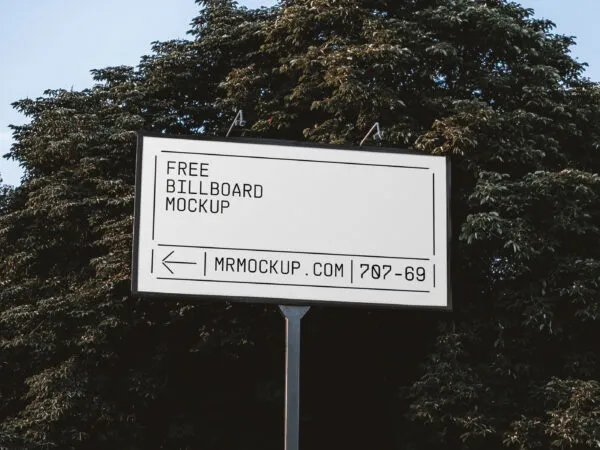 FREE
BILLBOARD
MOCKUP
← | MRMOCKUP.COM | 707-69